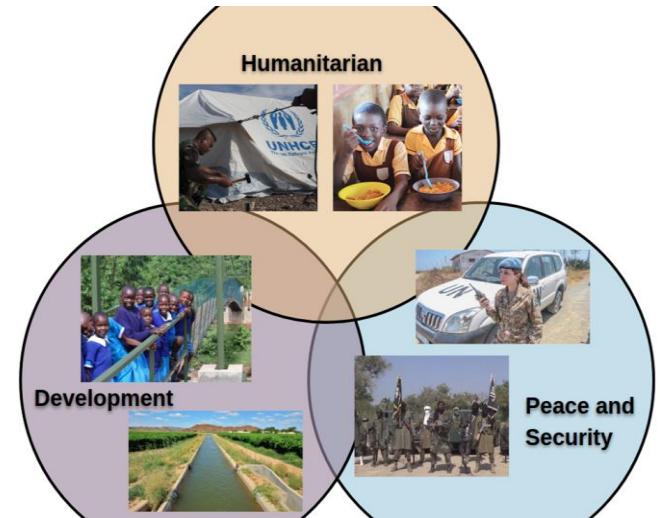 Humanitarian
UNHCR
UN
Development
Peace and
Security